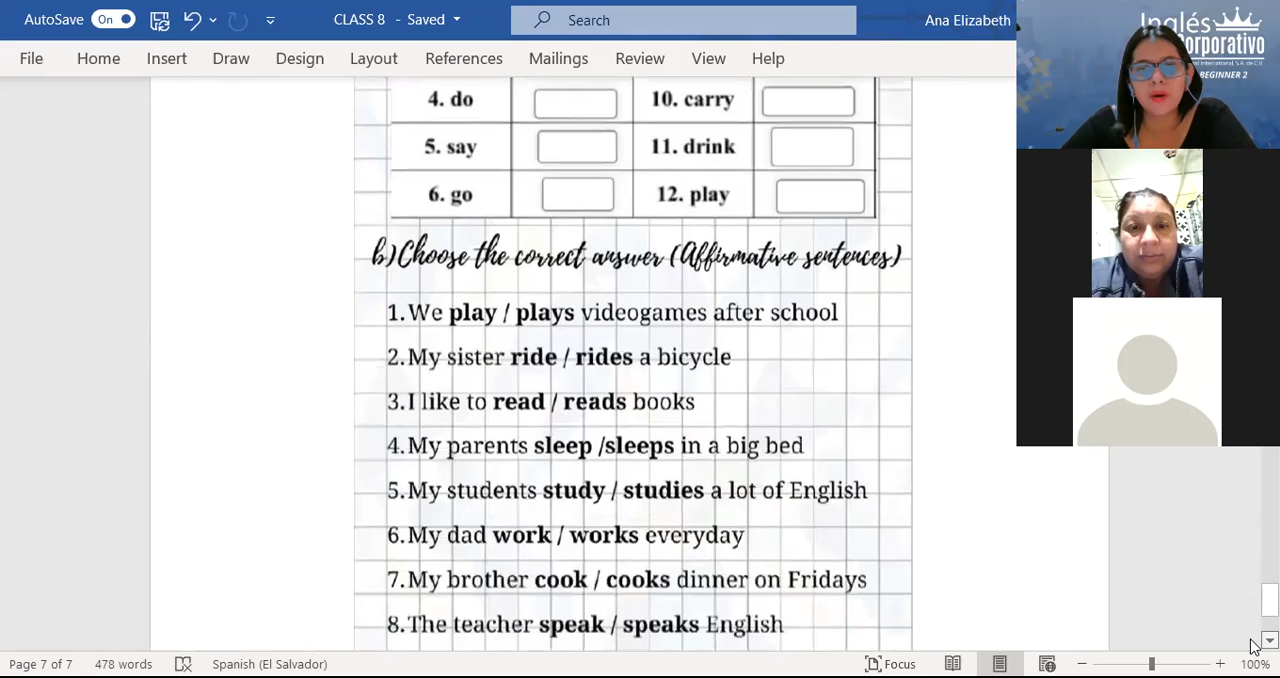 AutoSave On CLASS 8 - Saved Search Ana Elizabeth
File Home Insert Draw Design Layout References Mailings Review View Help
Inglés
Corporativo
BEGINNER 2
4. do 10. carry
5. say 11. drink
6. go 12. play
b)Choose the correct answer (Affirmative sentences)
1.We play / plays videogames after school
2.My sister ride / rides a bicycle
3.I like to read / reads books
4.My parents sleep /sleeps in a big bed
5.My students study / studies a lot of English
6.My dad work / works everyday
7.My brother cook / cooks dinner on Fridays
8.The teacher speak / speaks English
Page 7 of 7 478 words Spanish (El Salvador) Focus 100%